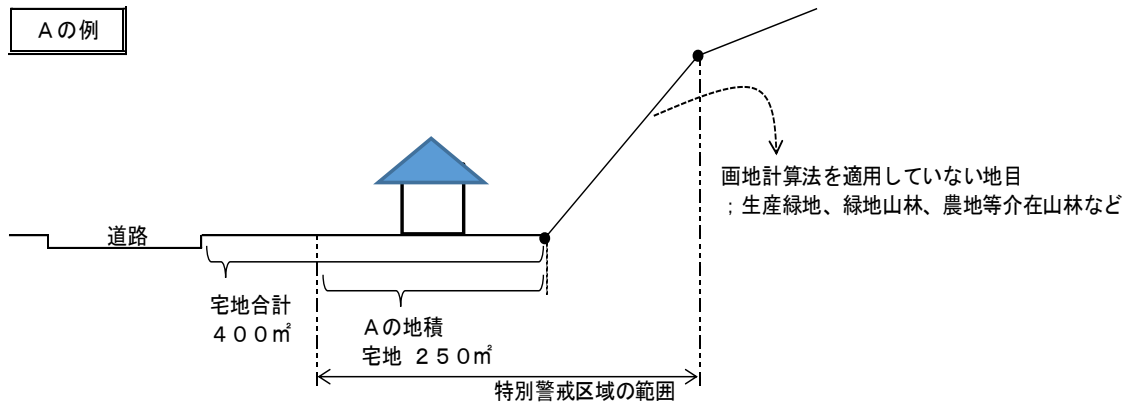 Aの例
画地計算法を適用していない地目
；生産緑地、緑地山林、農地等介在山林など
道路
宅地合計
４００㎡
Aの地積
宅地 ２５０㎡
特別警戒区域の範囲